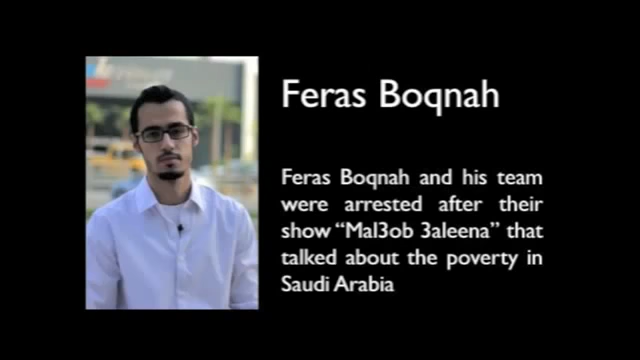 Feras Boqnah
Feras Boqnah and his team
were arrested after their
show “Mal3ob 3aleena” that
talked about the poverty in
Saudi Arabia